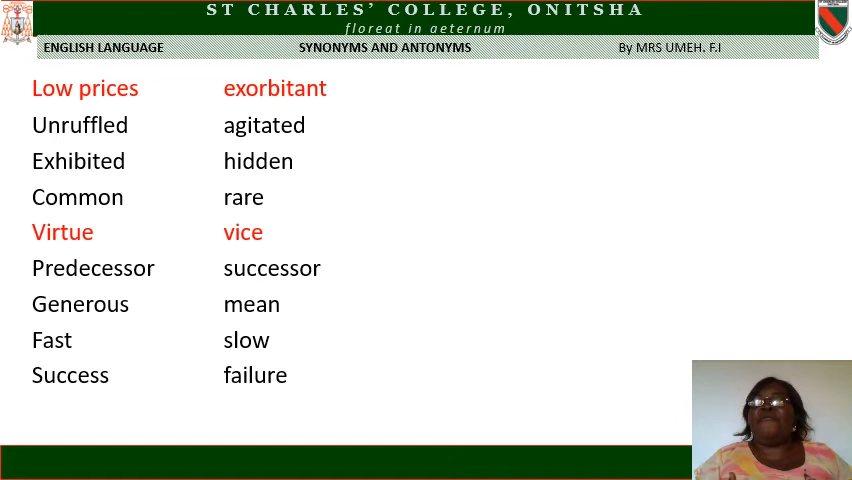 ST CHARLES' COLLEGE, ONITSHA
floreat in aeternum
ENGLISH LANGUAGE SYNONYMS AND ANTONYMS By MRS UMEH. F.I
Low prices exorbitant
Unruffled agitated
Exhibited hidden
Common rare
Virtue vice
Predecessor successor
Generous mean
Fast slow
Success failure